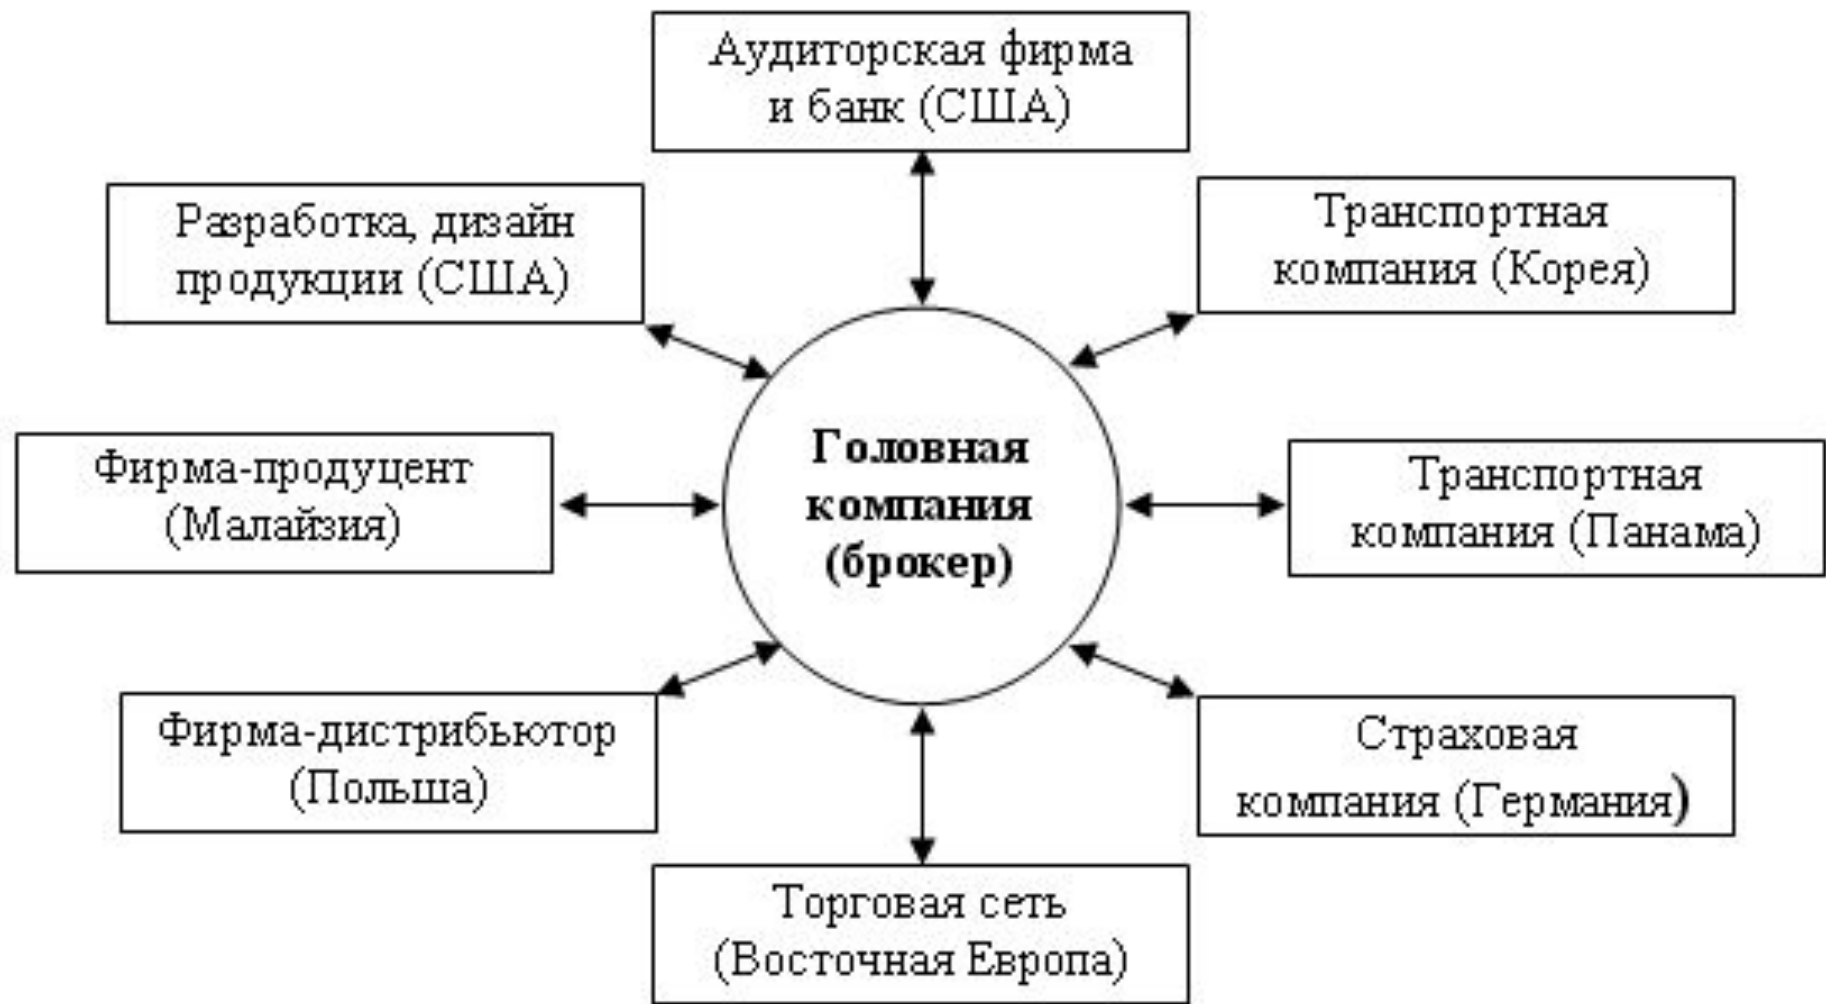 Аудиторская фирма
и банк (США)
Разработка, дизайн
продукции (США)
Транспортная
компания (Корея)
Фирма-продуцент
(Малайзия)
Головная
компания
(брокер)
Транспортная
компания (Панама)
Фирма-дистрибьютор
(Польша)
Страховая
компания (Германия)
Торговая сеть
(Восточная Европа)